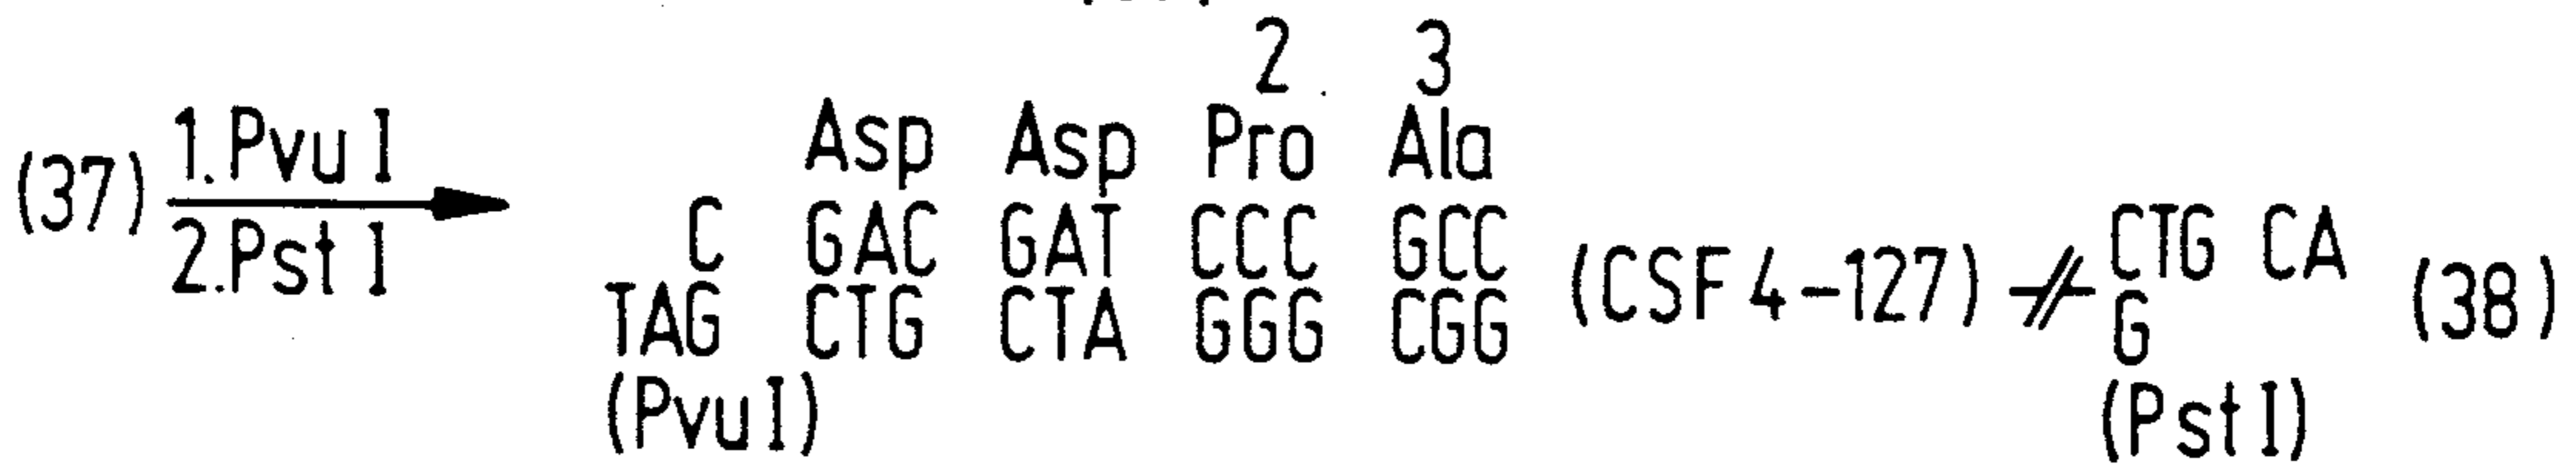 2 3
Asp Asp Pro Ala
(37) 1. Pvu I
2. Pst I
C GAC GAT CCC GCC (CSF 4-127) CTG CA (38)
TAG CTG CTA GGG CGG G
(Pvu I) (Pst I)